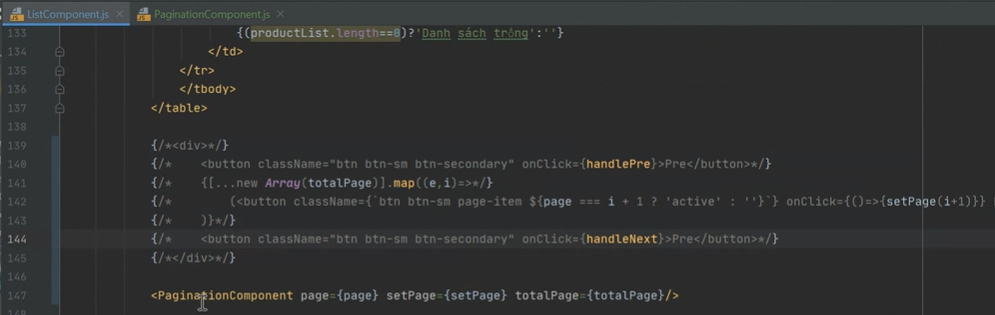 ListComponent.js × PaginationComponent.js ×
133 {(productList.length==0)?'Danh sách trống':''}
134 </td>
135 </tr>
136 </tbody>
137 </table>
138
139 {/*<div>*/}
140 {/* <button className="btn btn-sm btn-secondary" onClick={handlePre}>Pre</button>*/}
141 {/* {[...new Array(totalPage)].map((e,i)=>*/}
142 {/* (<button className={`btn btn-sm page-item ${page === i + 1 ? 'active' : ''}`} onClick={()=>{setPage(i+1)}}
143 {/* )}*/}
144 {/* <button className="btn btn-sm btn-secondary" onClick={handleNext}>Pre</button>*/}
145 {/*</div>*/}
146
147 <PaginationComponent page={page} setPage={setPage} totalPage={totalPage}/>